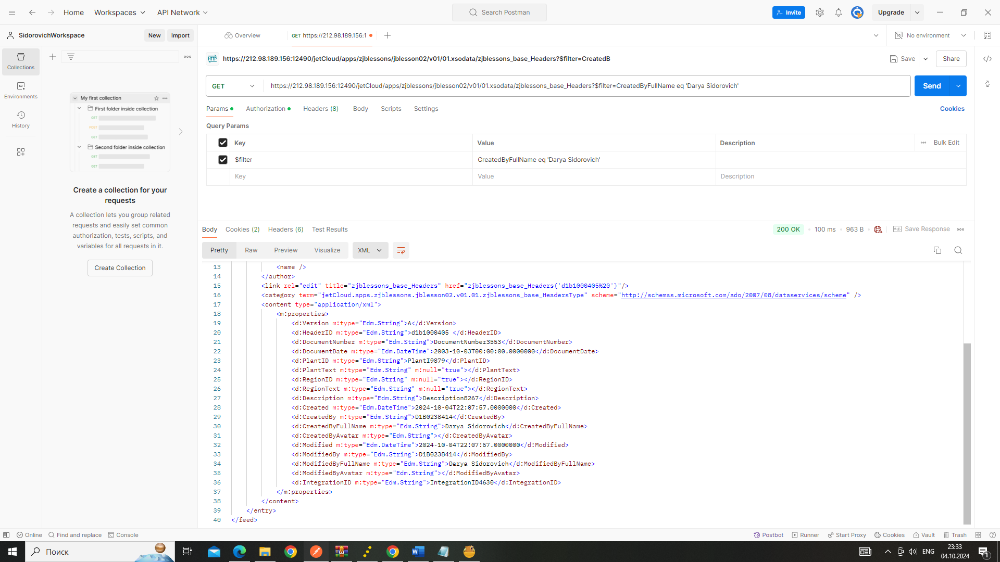 Home
Workspaces
API Network
Search Postman
Invite
Upgrade
SidorovichWorkspace
New
Import
Overview
GET https://212.98.189.156:1
No environment
Collections
Environments
History
My first collection
First folder inside collection
GET
POST
GET
Second folder inside collection
GET
GET
Create a collection for your
requests
A collection lets you group related
requests and easily set common
authorization, tests, scripts, and
variables for all requests in it.
Create Collection
HTTP https://212.98.189.156:12490/jetCloud/apps/zjblessons/jblesson02/v01/01.xsodata/zjblessons_base_Headers?$filter=CreatedB
Save
Share
GET
https://212.98.189.156:12490/jetCloud/apps/zjblessons/jblesson02/v01/01.xsodata/zjblessons_base_Headers?$filter=CreatedByFullName eq 'Darya Sidorovich'
Send
Params
Authorization
Headers (8)
Body
Scripts
Settings
Cookies
Query Params
Key
Value
Description
Bulk Edit
$filter
CreatedByFullName eq 'Darya Sidorovich'
Key
Value
Description
Body
Cookies (2)
Headers (6)
Test Results
200 OK
100 ms
963 B
e.g. Save Response
Pretty
Raw
Preview
Visualize
XML
13 <name />
14 </author>
15 <link rel="edit" title="zjblessons_base_Headers" href="zjblessons_base_Headers('d1b1000405%20')"/>
16 <category term="jetCloud.apps.zjblessons.jblesson02.v01.01.zjblessons_base_HeadersType" scheme="http://schemas.microsoft.com/ado/2007/08/dataservices/scheme" />
17 <content type="application/xml">
18 <m:properties>
19 <d:Version m:type="Edm.String">A</d:Version>
20 <d:HeaderID m:type="Edm.String">d1b1000405 </d:HeaderID>
21 <d:DocumentNumber m:type="Edm.String">DocumentNumber3553</d:DocumentNumber>
22 <d:DocumentDate m:type="Edm.DateTime">2003-10-03T00:00:00.0000000</d:DocumentDate>
23 <d:PlantID m:type="Edm.String">PlantI9879</d:PlantID>
24 <d:PlantText m:type="Edm.String" m:null="true"></d:PlantText>
25 <d:RegionID m:type="Edm.String" m:null="true"></d:RegionID>
26 <d:RegionText m:type="Edm.String" m:null="true"></d:RegionText>
27 <d:Description m:type="Edm.String">Description8267</d:Description>
28 <d:Created m:type="Edm.DateTime">2024-10-04T22:07:57.0000000</d:Created>
29 <d:CreatedBy m:type="Edm.String">D1B0238414</d:CreatedBy>
30 <d:CreatedByFullName m:type="Edm.String">Darya Sidorovich</d:CreatedByFullName>
31 <d:CreatedByAvatar m:type="Edm.String"></d:CreatedByAvatar>
32 <d:Modified m:type="Edm.DateTime">2024-10-04T22:07:57.0000000</d:Modified>
33 <d:ModifiedBy m:type="Edm.String">D1B0238414</d:ModifiedBy>
34 <d:ModifiedByFullName m:type="Edm.String">Darya Sidorovich</d:ModifiedByFullName>
35 <d:ModifiedByAvatar m:type="Edm.String"></d:ModifiedByAvatar>
36 <d:IntegrationID m:type="Edm.String">IntegrationID4630</d:IntegrationID>
37 </m:properties>
38 </content>
39 </entry>
40 </feed>
Online
Find and replace
Console
Postbot
Runner
Start Proxy
Cookies
Vault
Trash
Поиск
ENG
23:33
04.10.2024
1